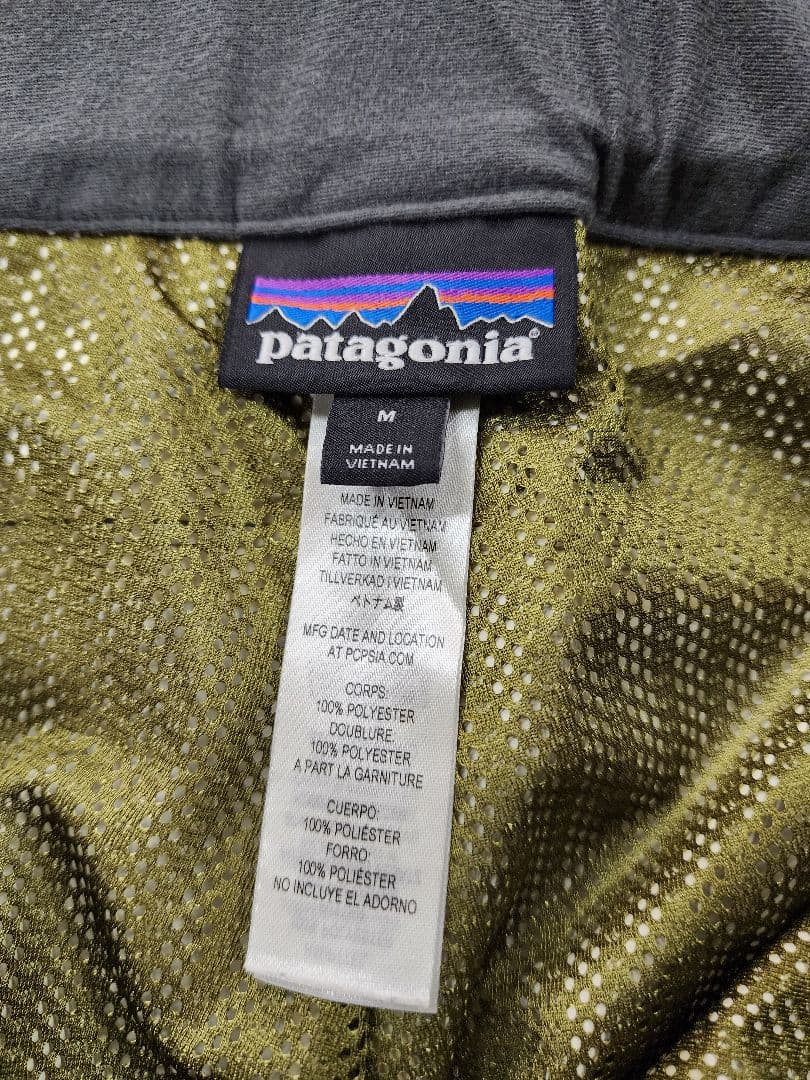 patagonia®
M
MADE IN
VIETNAM
MADE IN VIETNAM
FABRIQUÉ AU VIETNAM
HECHO EN VIETNAM
FATTO IN VIETNAM
TILLVERKAD I VIETNAM
ベトナム製
MFG DATE AND LOCATION
AT PCPSIA.COM
CORPS:
100% POLYESTER
DOUBLURE:
100% POLYESTER
A PART LA GARNITURE
CUERPO:
100% POLIÉSTER
FORRO:
100% POLIÉSTER
NO INCLUYE EL ADORNO